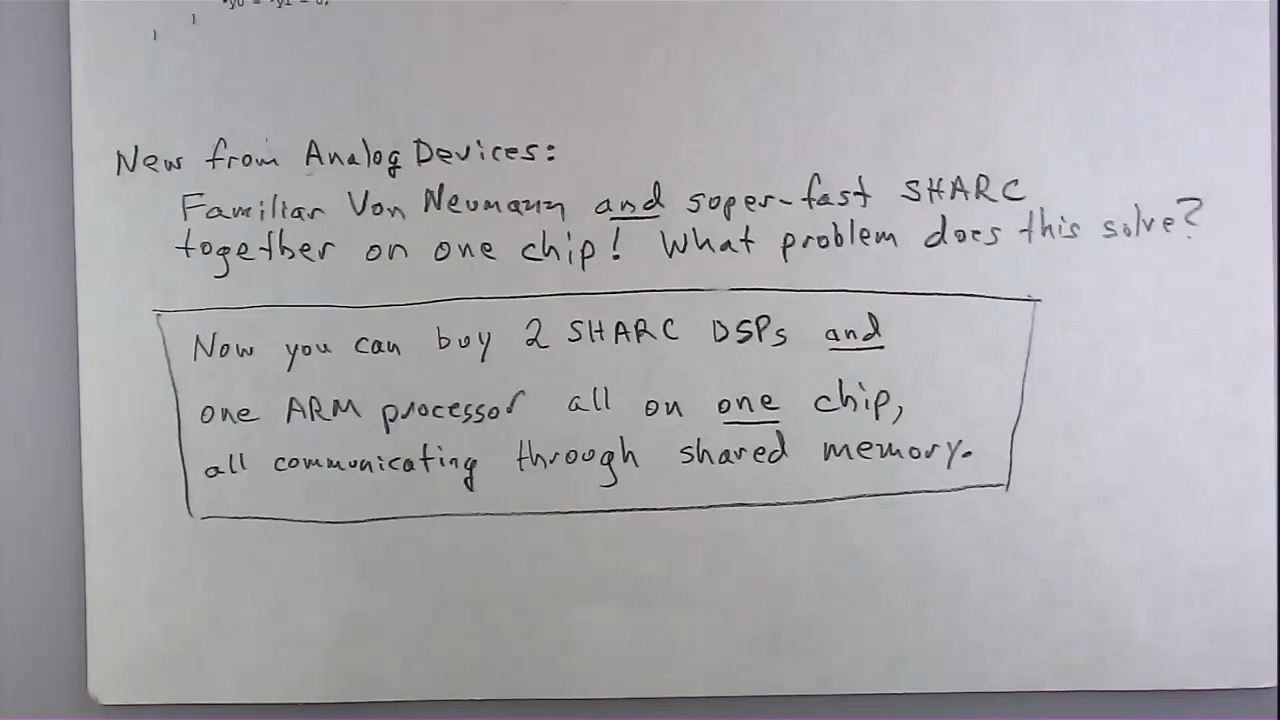 }
}
New from Analog Devices:
Familiar Von Neumann and super-fast SHARC
together on one chip! What problem does this solve?
Now you can buy 2 SHARC DSPs and
one ARM processor all on one chip,
all communicating through shared memory.